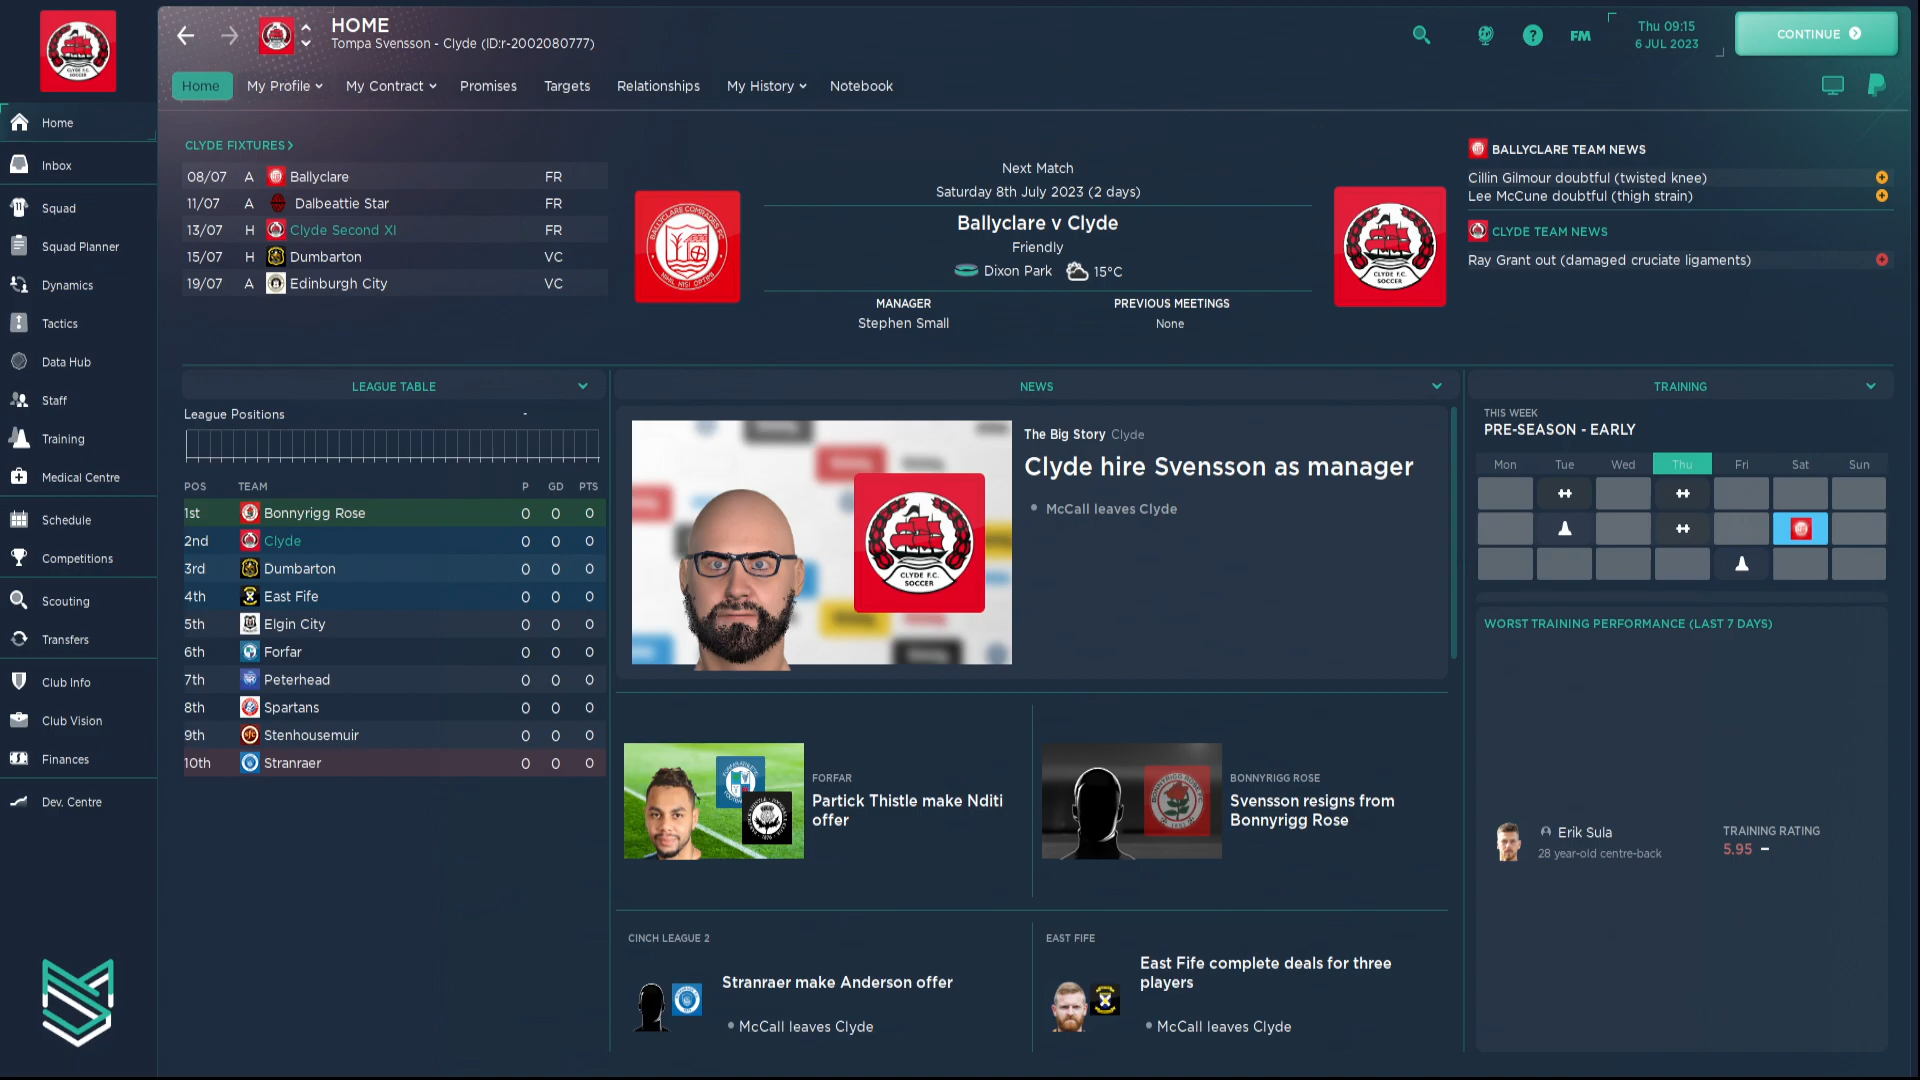 HOME
Tompa Svensson - Clyde (ID:r-2002080777)
FM
Thu 09:15
6 JUL 2023
CONTINUE
Home
My Profile
My Contract
Promises
Targets
Relationships
My History
Notebook
Home
Inbox
Squad
Squad Planner
Dynamics
Tactics
Data Hub
Staff
Training
Medical Centre
Schedule
Competitions
Scouting
Transfers
Club Info
Club Vision
Finances
Dev. Centre
CLYDE FIXTURES
08/07 A Ballyclare FR
11/07 A Dalbeattie Star FR
13/07 H Clyde Second XI FR
15/07 H Dumbarton VC
19/07 A Edinburgh City VC
Next Match
Saturday 8th July 2023 (2 days)
Ballyclare v Clyde
Friendly
Dixon Park 15°C
MANAGER
Stephen Small
PREVIOUS MEETINGS
None
CLYDE F.C.
SOCCER
BALLYCLARE TEAM NEWS
Cillin Gilmour doubtful (twisted knee)
Lee McCune doubtful (thigh strain)
CLYDE TEAM NEWS
Ray Grant out (damaged cruciate ligaments)
LEAGUE TABLE
League Positions -
POS TEAM P GD PTS
1st Bonnyrigg Rose 0 0 0
2nd Clyde 0 0 0
3rd Dumbarton 0 0 0
4th East Fife 0 0 0
5th Elgin City 0 0 0
6th Forfar 0 0 0
7th Peterhead 0 0 0
8th Spartans 0 0 0
9th Stenhousemuir 0 0 0
10th Stranraer 0 0 0
NEWS
CLYDE F.C.
SOCCER
The Big Story Clyde
Clyde hire Svensson as manager
McCall leaves Clyde
FORFAR
Partick Thistle make Nditi
offer
BONNYRIGG ROSE
Svensson resigns from
Bonnyrigg Rose
CINCH LEAGUE 2
Stranraer make Anderson offer
McCall leaves Clyde
EAST FIFE
East Fife complete deals for three
players
McCall leaves Clyde
TRAINING
THIS WEEK
PRE-SEASON - EARLY
Mon Tue Wed Thu Fri Sat Sun
WORST TRAINING PERFORMANCE (LAST 7 DAYS)
Erik Sula
28 year-old centre-back
TRAINING RATING
5.95 –